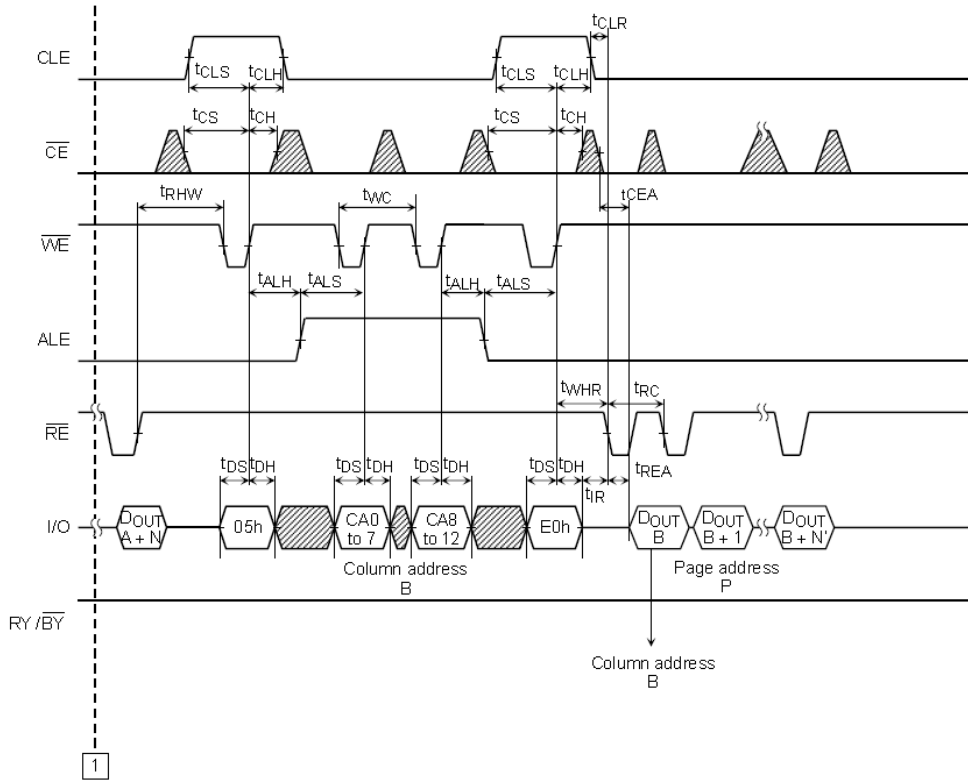 tCLR
CLE
tCLS tCLH tCLS tCLH
tCS tCH tCS tCH
CE
tRHW tWC tCEA
WE
tALH tALS tALH tALS
ALE
tWHR tRC
RE
tDS tDH tDS tDH tDS tDH tDS tDH tREA
tIR
I/O
DOUT
A + N
05h
CA0
to 7
CA8
to 12
E0h
DOUT
B
DOUT
B + 1
DOUT
B + N'
Column address
B
Page address
P
RY /BY
Column address
B
1